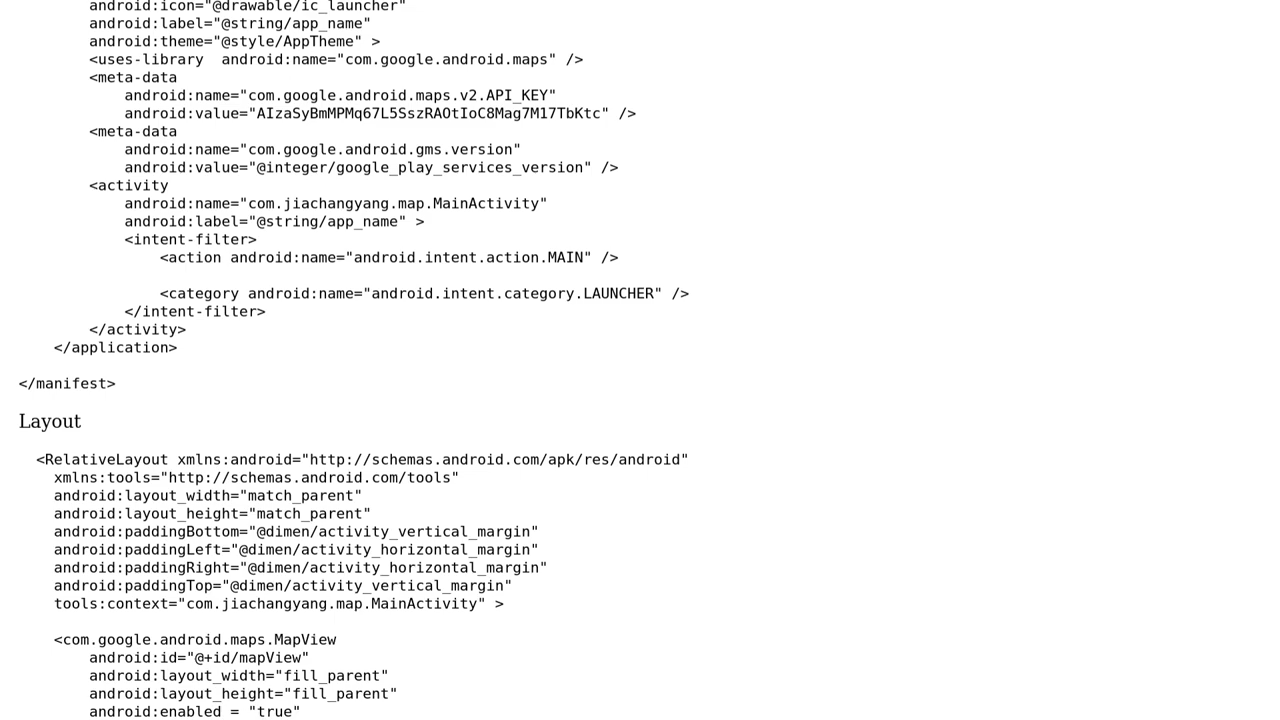 android:icon="@drawable/ic_launcher"
android:label="@string/app_name"
android:theme="@style/AppTheme" >
<uses-library  android:name="com.google.android.maps" />
<meta-data
android:name="com.google.android.maps.v2.API_KEY"
android:value="AIzaSyBmMPMq67L5SszRAOtIoC8Mag7M17TbKtc" />
<meta-data
android:name="com.google.android.gms.version"
android:value="@integer/google_play_services_version" />
<activity
android:name="com.jiachangyang.map.MainActivity"
android:label="@string/app_name" >
<intent-filter>
<action android:name="android.intent.action.MAIN" />
<category android:name="android.intent.category.LAUNCHER" />
</intent-filter>
</activity>
</application>
</manifest>
Layout
<RelativeLayout xmlns:android="http://schemas.android.com/apk/res/android"
xmlns:tools="http://schemas.android.com/tools"
android:layout_width="match_parent"
android:layout_height="match_parent"
android:paddingBottom="@dimen/activity_vertical_margin"
android:paddingLeft="@dimen/activity_horizontal_margin"
android:paddingRight="@dimen/activity_horizontal_margin"
android:paddingTop="@dimen/activity_vertical_margin"
tools:context="com.jiachangyang.map.MainActivity" >
<com.google.android.maps.MapView
android:id="@+id/mapView"
android:layout_width="fill_parent"
android:layout_height="fill_parent"
android:enabled = "true"